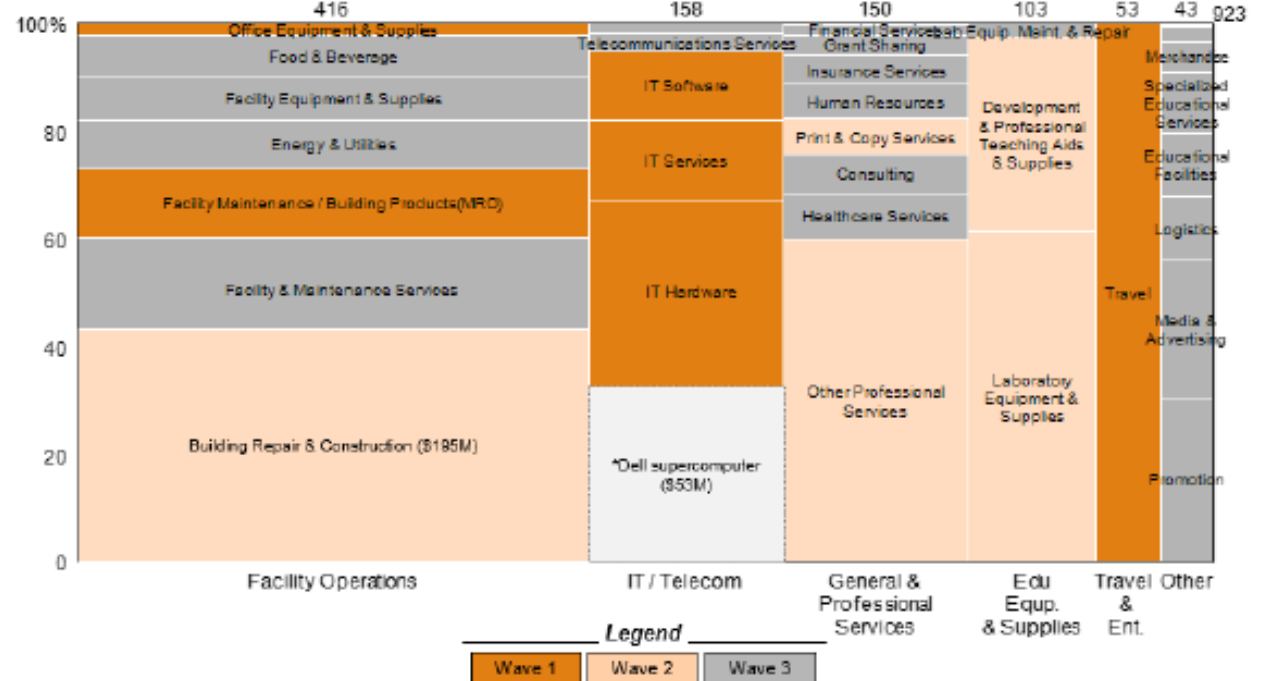 416 158 150 103 53 43 923
100%
80
60
40
20
0
Office Equipment & Supplies
Food & Beverage
Facility Equipment & Supplies
Energy & Utilities
Facility Maintenance / Building Products(MRO)
Facility & Maintenance Services
Building Repair & Construction ($195M)
Telecommunications Services
IT Software
IT Services
IT Hardware
*Dell supercomputer
($53M)
Financial Services
Grant Sharing
Insurance Services
Human Resources
Print & Copy Services
Consulting
Healthcare Services
Other Professional
Services
Lab Equip. Maint. & Repair
Development
& Professional
Teaching Aids
& Supplies
Laboratory
Equipment &
Supplies
Travel
Merchandise
Specialized
Educational
Services
Educational
Facilities
Logistics
Media &
Advertising
Promotion
Facility Operations
IT / Telecom
General &
Professional
Services
Edu
Equp.
& Supplies
Travel
&
Ent.
Other
Legend
Wave 1 Wave 2 Wave 3